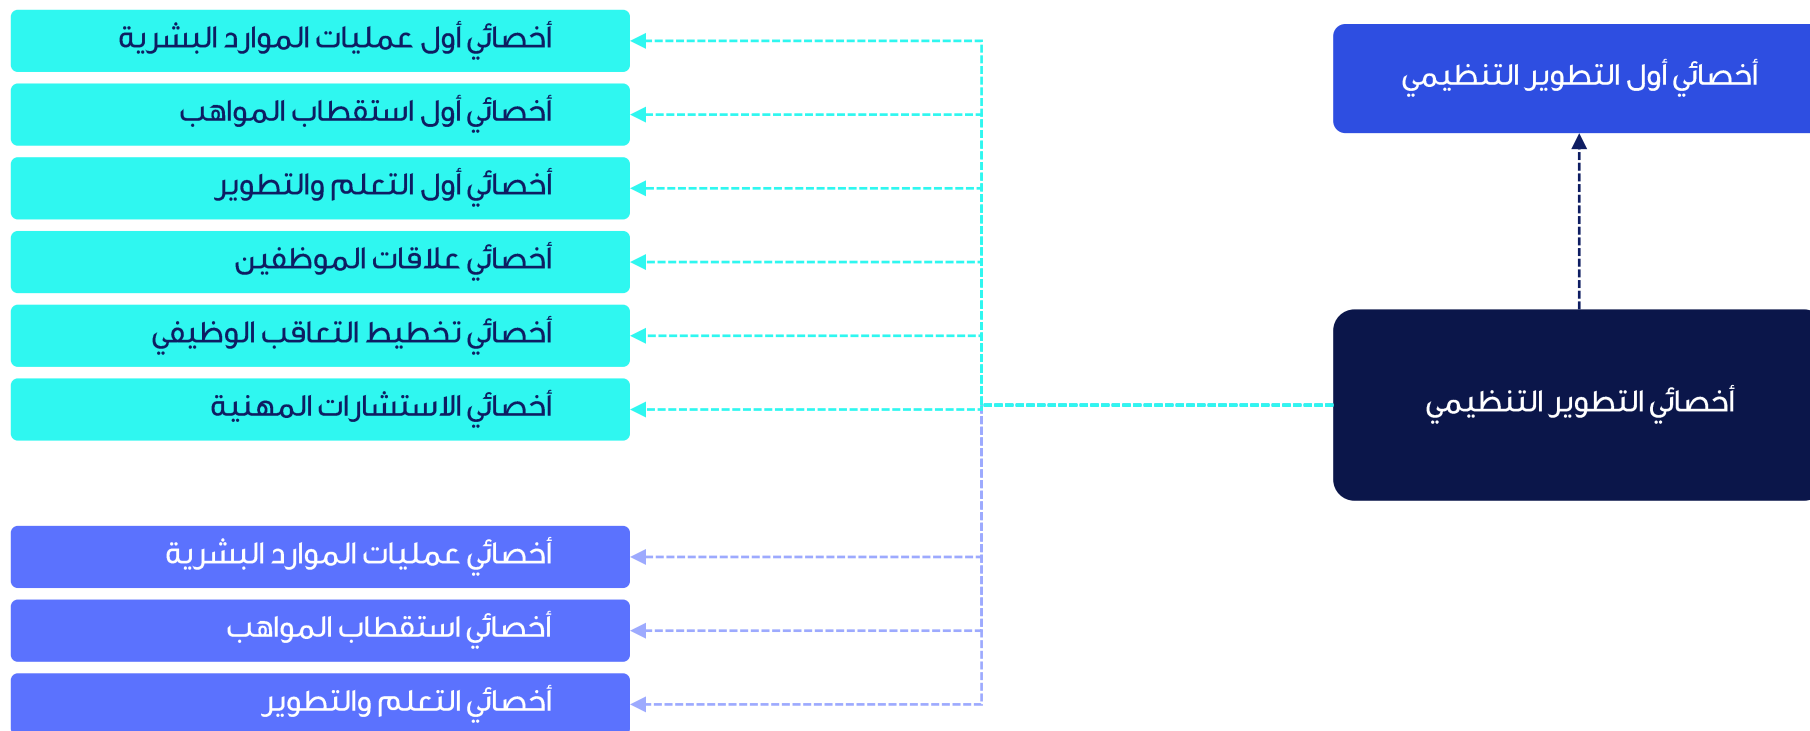 أخصائي أول التطوير التنظيمي
أخصائي التطوير التنظيمي
أخصائي أول عمليات الموارد البشرية
أخصائي أول استقطاب المواهب
أخصائي أول التعلم والتطوير
أخصائي علاقات الموظفين
أخصائي تخطيط التعاقب الوظيفي
أخصائي الاستشارات المهنية
أخصائي عمليات الموارد البشرية
أخصائي استقطاب المواهب
أخصائي التعلم والتطوير